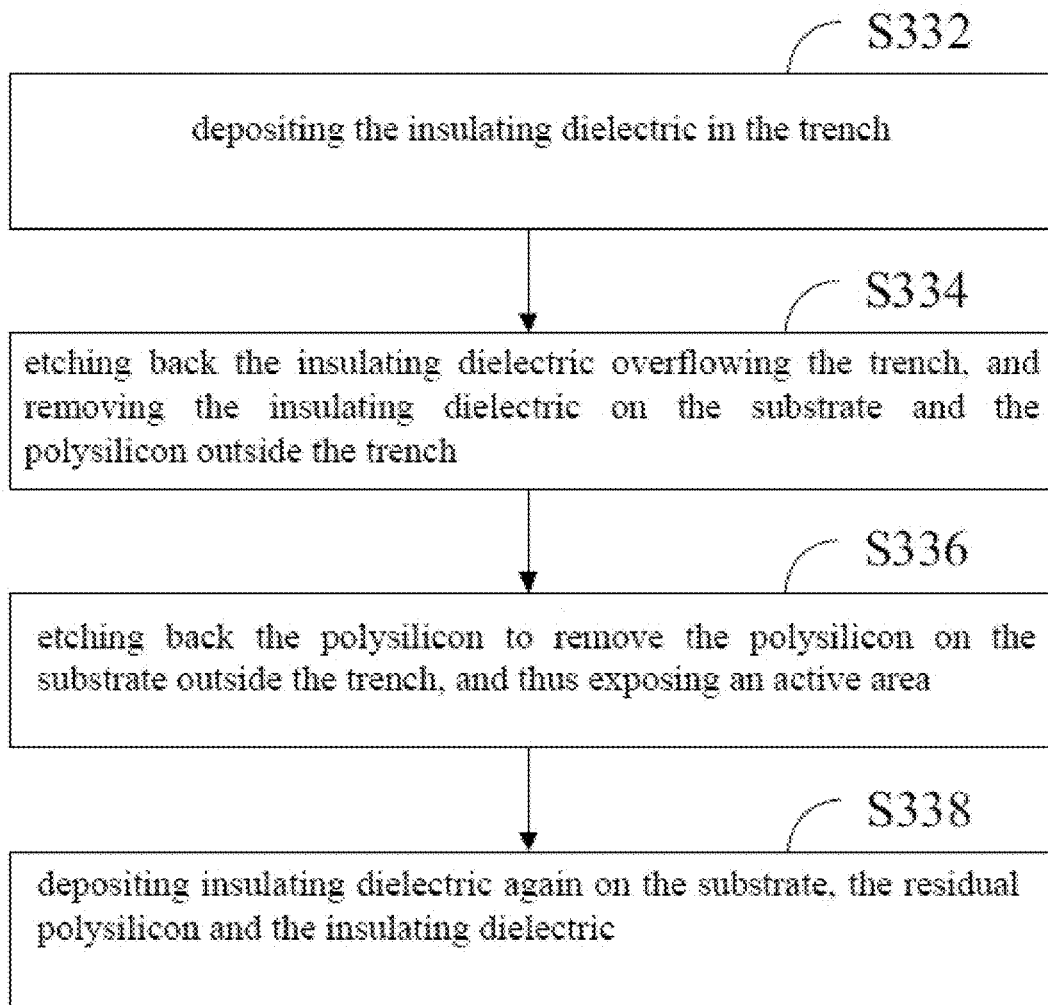 S332
depositing the insulating dielectric in the trench
S334
etching back the insulating dielectric overflowing the trench, and
removing the insulating dielectric on the substrate and the
polysilicon outside the trench
S336
etching back the polysilicon to remove the polysilicon on the
substrate outside the trench, and thus exposing an active area
S338
depositing insulating dielectric again on the substrate, the residual
polysilicon and the insulating dielectric